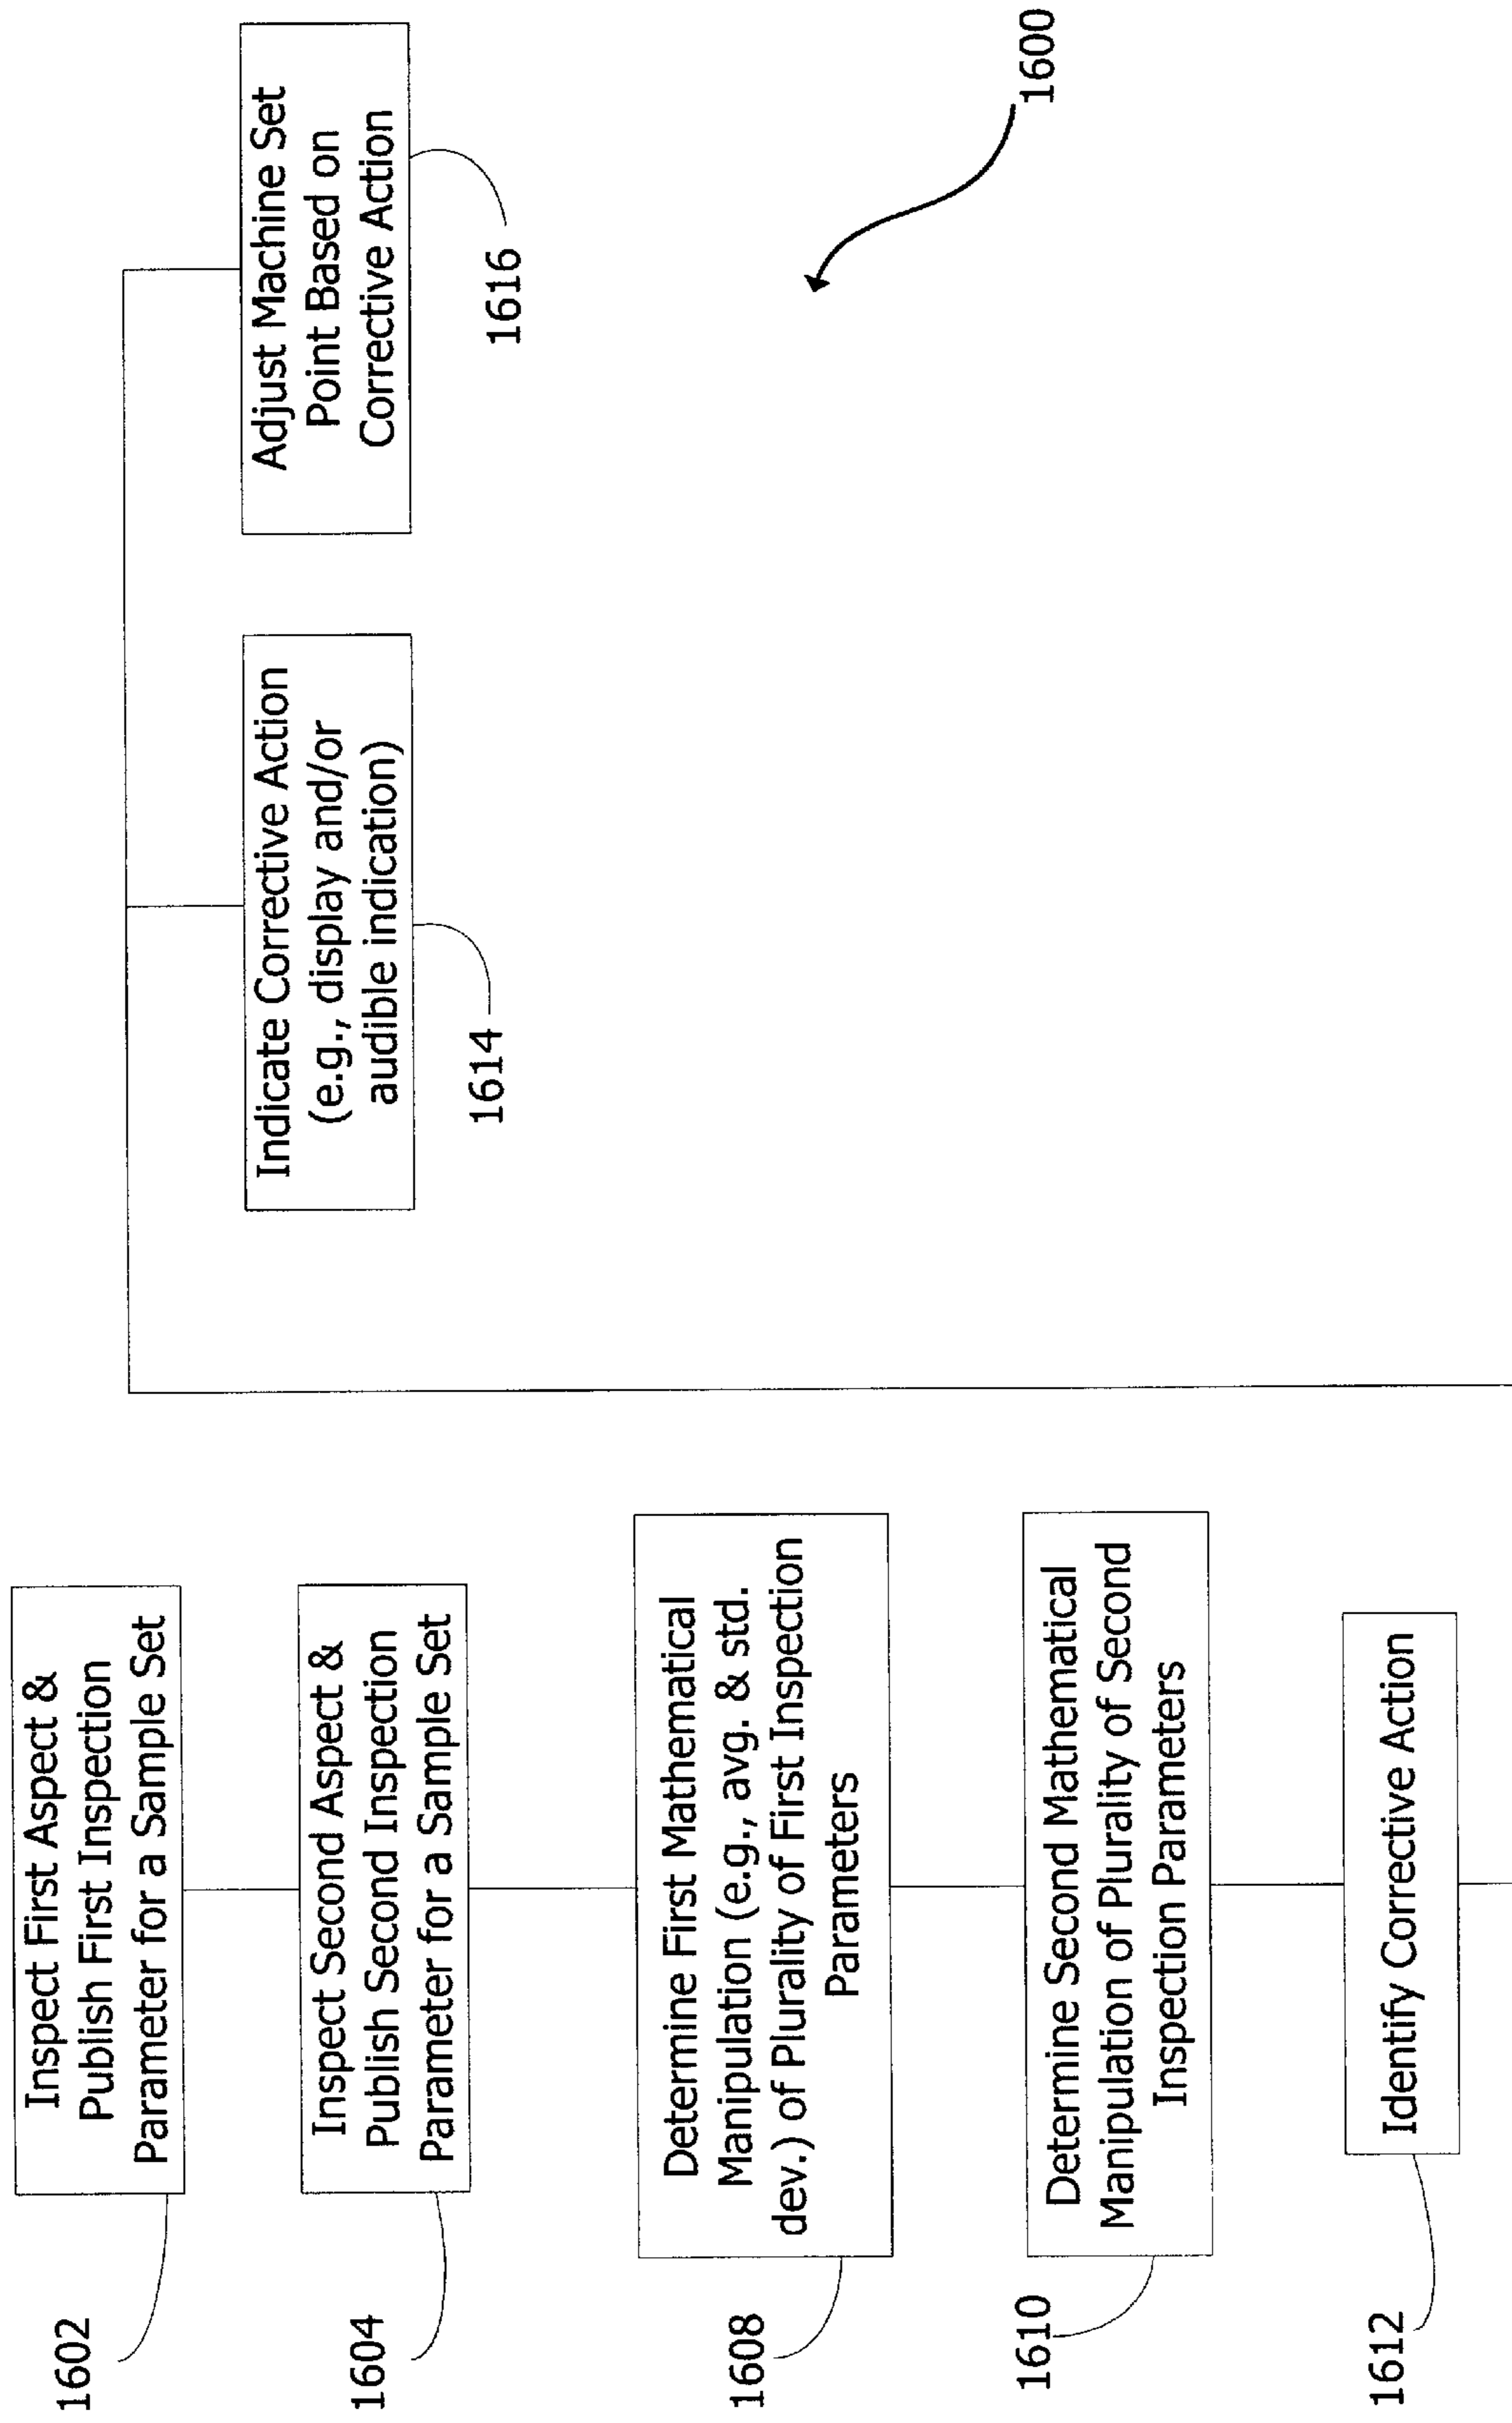 1602
Inspect First Aspect &
Publish First Inspection
Parameter for a Sample Set
1604
Inspect Second Aspect &
Publish Second Inspection
Parameter for a Sample Set
1608
Determine First Mathematical
Manipulation (e.g., avg. & std.
dev.) of Plurality of First Inspection
Parameters
1610
Determine Second Mathematical
Manipulation of Plurality of Second
Inspection Parameters
1612
Identify Corrective Action
Indicate Corrective Action
(e.g., display and/or
audible indication)
1614
Adjust Machine Set
Point Based on
Corrective Action
1616
1600